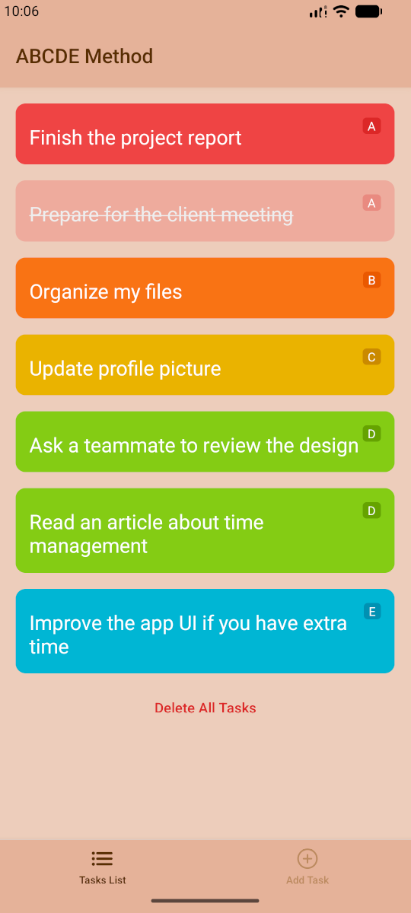 10:06
ABCDE Method
A
Finish the project report
A
Prepare for the client meeting
B
Organize my files
C
Update profile picture
D
Ask a teammate to review the design
D
Read an article about time
management
E
Improve the app UI if you have extra
time
Delete All Tasks
Tasks List
Add Task